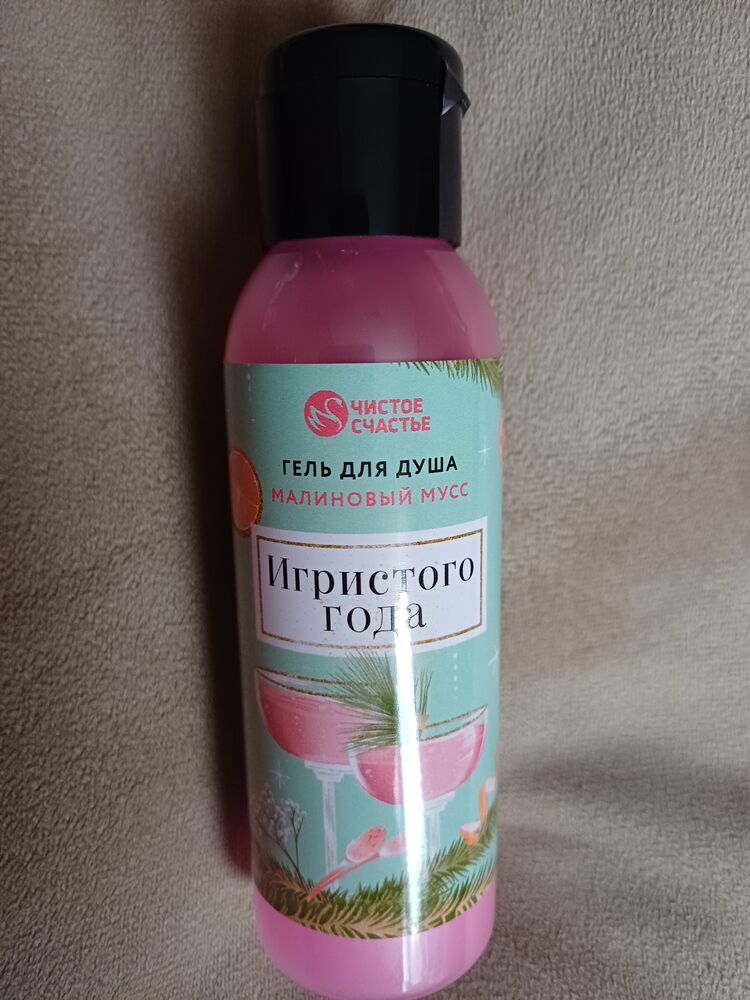 ЧИСТОЕ
СЧАСТЬЕ
ГЕЛЬ ДЛЯ ДУША
МАЛИНОВЫЙ МУСС
Игристого
года